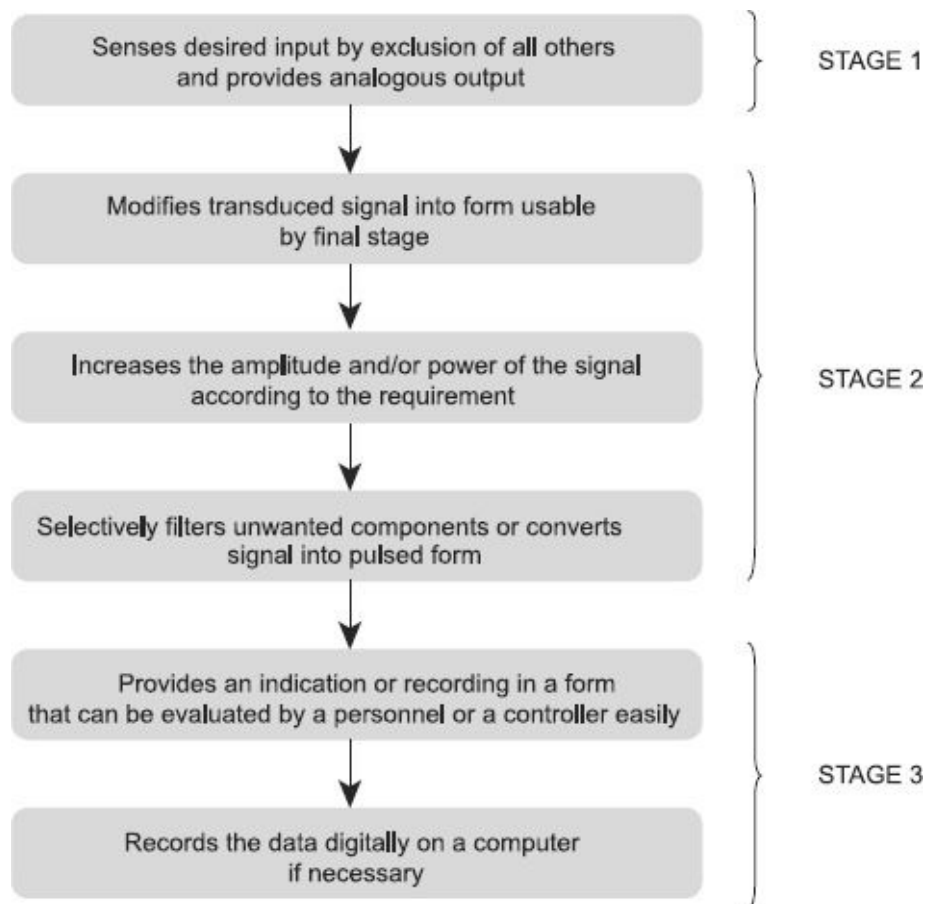 Senses desired input by exclusion of all others
and provides analogous output
STAGE 1
Modifies transduced signal into form usable
by final stage
Increases the amplitude and/or power of the signal
according to the requirement
STAGE 2
Selectively filters unwanted components or converts
signal into pulsed form
Provides an indication or recording in a form
that can be evaluated by a personnel or a controller easily
STAGE 3
Records the data digitally on a computer
if necessary